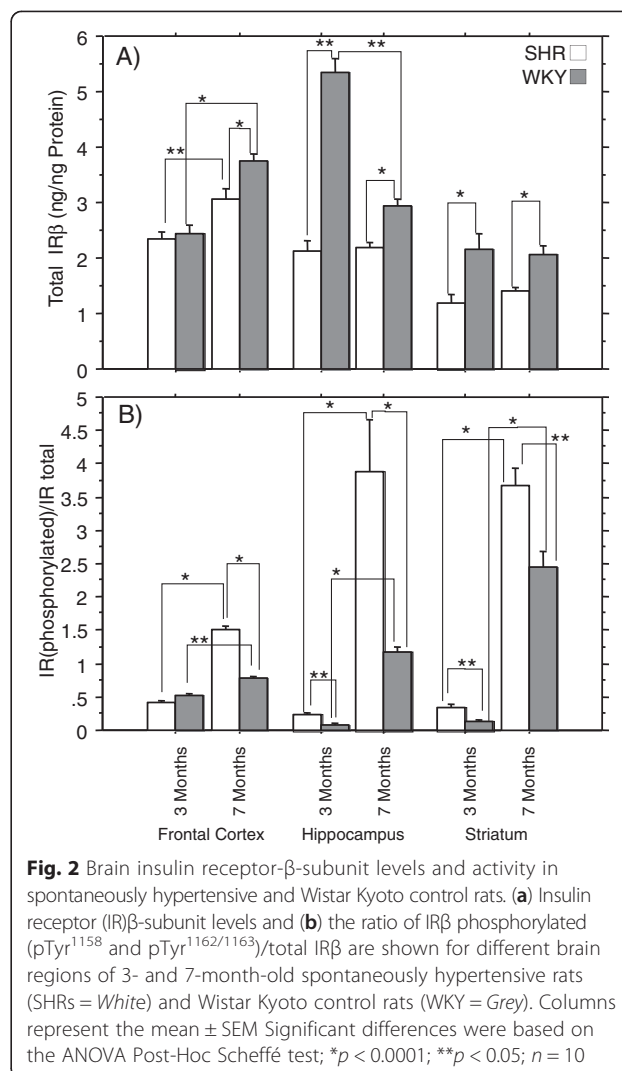 A)
SHR
WKY
Total IRβ (ng/ng Protein)
6
5
4
3
2
1
0
** ** * * ** * * * *
B)
IR(phosphorylated)/IR total
5
4.5
4
3.5
3
2.5
2
1.5
1
.5
0
* * * * ** * * ** * ** **
3 Months
7 Months
3 Months
7 Months
3 Months
7 Months
Frontal Cortex Hippocampus Striatum
Fig. 2 Brain insulin receptor-β-subunit levels and activity in
spontaneously hypertensive and Wistar Kyoto control rats. (a) Insulin
receptor (IR)β-subunit levels and (b) the ratio of IRβ phosphorylated
(pTyr1158 and pTyr1162/1163)/total IRβ are shown for different brain
regions of 3- and 7-month-old spontaneously hypertensive rats
(SHRs = White) and Wistar Kyoto control rats (WKY = Grey). Columns
represent the mean ± SEM Significant differences were based on
the ANOVA Post-Hoc Scheffé test; *p < 0.0001; **p < 0.05; n = 10